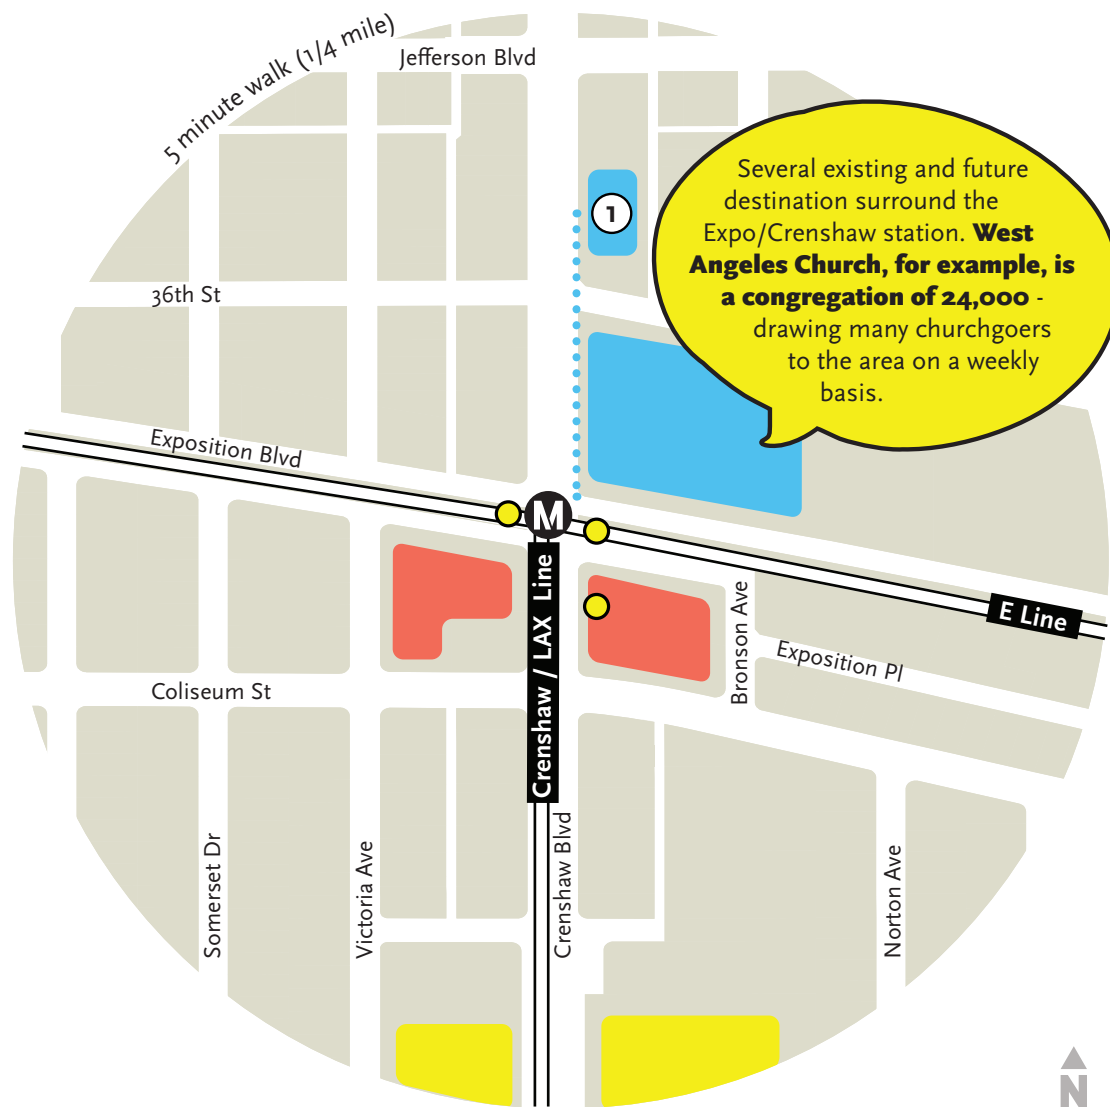 5 minute walk (1/4 mile)
Jefferson Blvd
1
Several existing and future
destination surround the
Expo/Crenshaw station. West
Angeles Church, for example, is
a congregation of 24,000 -
drawing many churchgoers
to the area on a weekly
basis.
36th St
Exposition Blvd
M
Crenshaw / LAX Line
E Line
Bronson Ave
Exposition Pl
Coliseum St
Somerset Dr
Victoria Ave
Crenshaw Blvd
Norton Ave
N